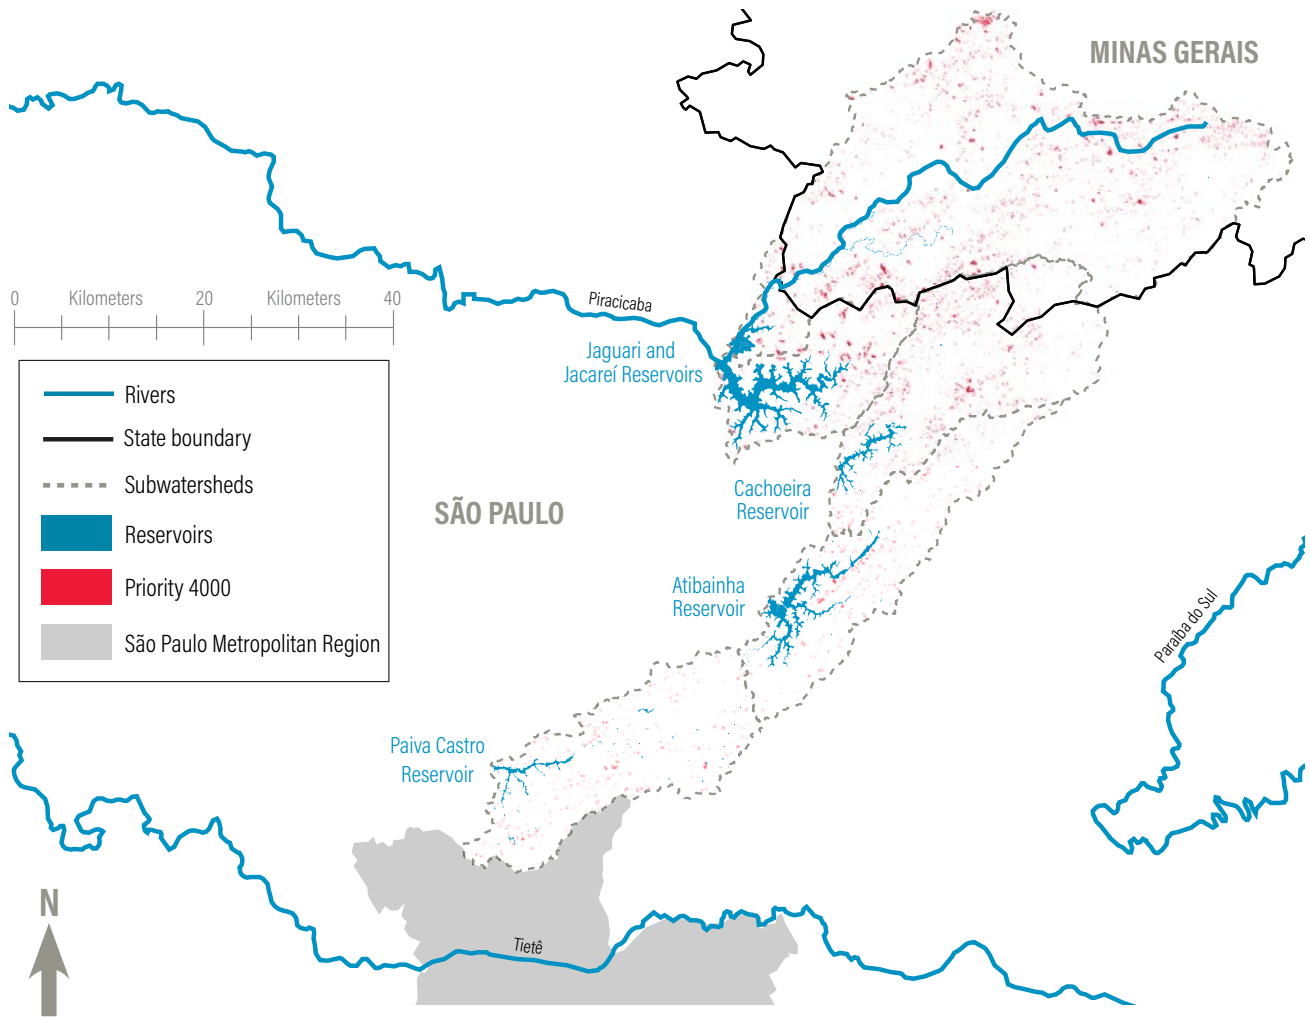 MINAS GERAIS
0 Kilometers 20 Kilometers 40
Piracicaba
Jaguari and
Jacareí Reservoirs
Rivers
State boundary
Subwatersheds
Reservoirs
Priority 4000
São Paulo Metropolitan Region
SÃO PAULO
Cachoeira
Reservoir
Atibainha
Reservoir
Paraíba do Sul
Paiva Castro
Reservoir
N
Tietê